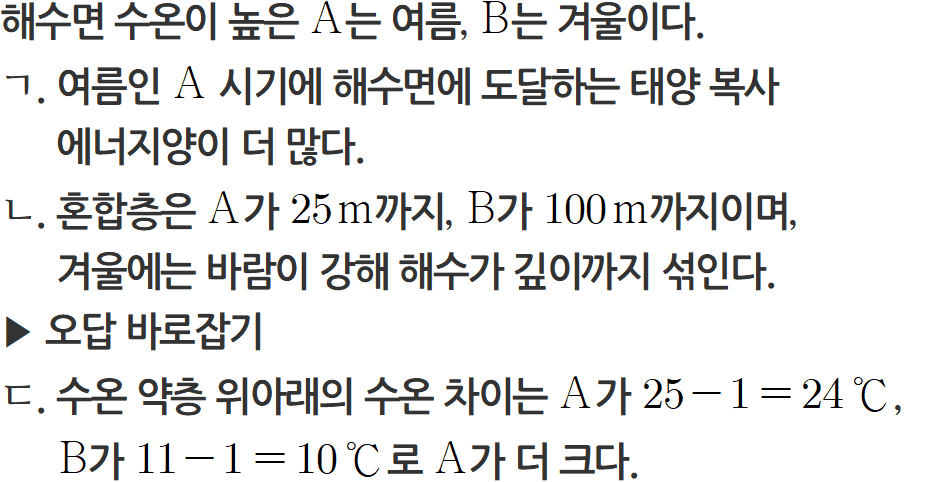 해수면 수온이 높은 A는 여름, B는 겨울이다.
ㄱ. 여름인 A 시기에 해수면에 도달하는 태양 복사
에너지양이 더 많다.
ㄴ. 혼합층은 A가 25m까지, B가 100m까지이며,
겨울에는 바람이 강해 해수가 깊이까지 섞인다.
▶ 오답 바로잡기
ㄷ. 수온 약층 위아래의 수온 차이는 A가 25-1=24℃,
B가 11-1=10℃로 A가 더 크다.